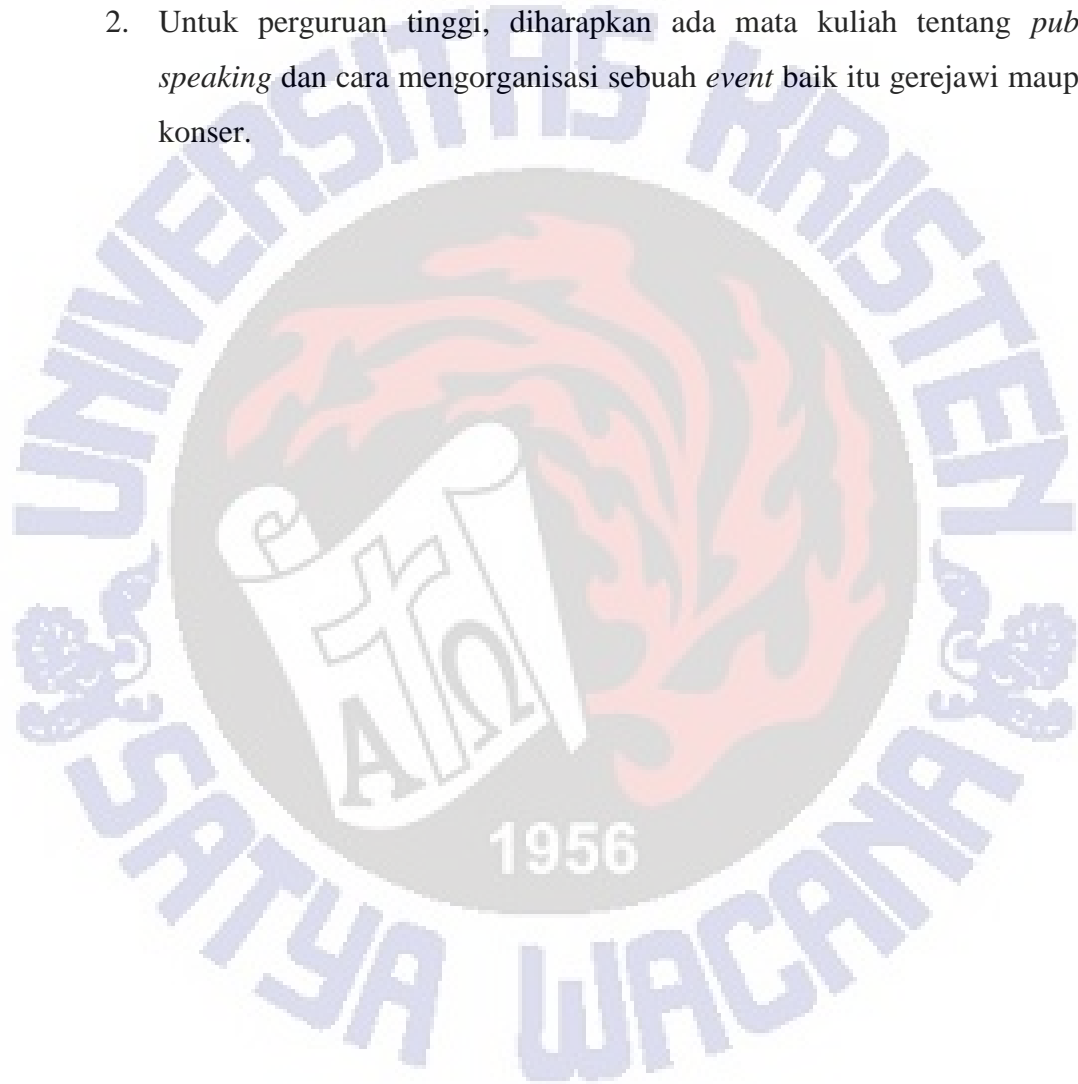 2. Untuk perguruan tinggi, diharapkan ada mata kuliah tentang pub
speaking dan cara mengorganisasi sebuah event baik itu gerejawi maup
konser.
UNIVERSITAS KRISTEN
SATYA WACANA
ΑΩ
1956